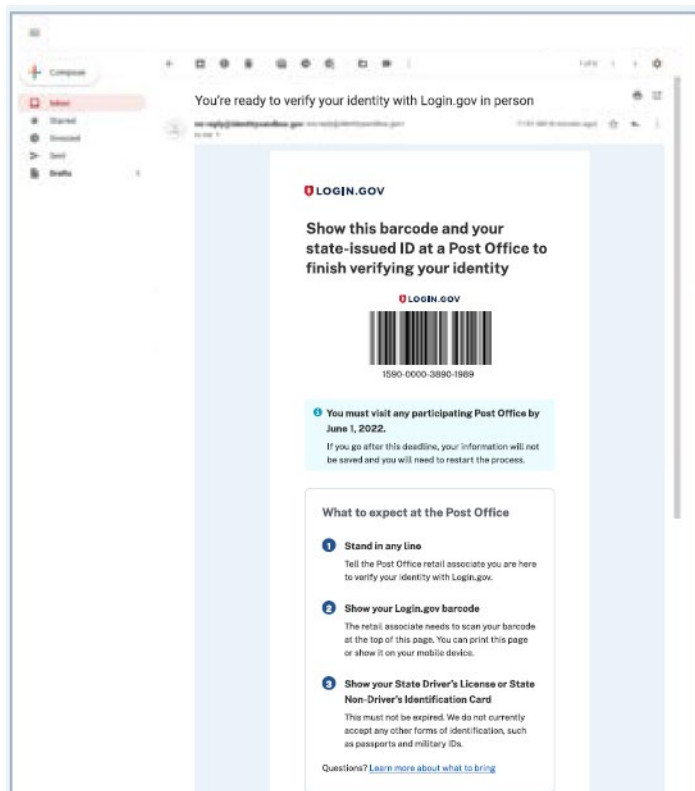 Compose
Inbox
Starred
Snoozed
Sent
Drafts
You're ready to verify your identity with Login.gov in person
LOGIN.GOV
Show this barcode and your
state-issued ID at a Post Office to
finish verifying your identity
LOGIN.GOV
1590-0000-3890-1989
You must visit any participating Post Office by
June 1, 2022.
If you go after this deadline, your information will not
be saved and you will need to restart the process.
What to expect at the Post Office
1 Stand in any line
Tell the Post Office retail associate you are here
to verify your identity with Login.gov.
2 Show your Login.gov barcode
The retail associate needs to scan your barcode
at the top of this page. You can print this page
or show it on your mobile device.
3 Show your State Driver's License or State
Non-Driver's Identification Card
This must not be expired. We do not currently
accept any other forms of identification, such
as passports and military IDs.
Questions? Learn more about what to bring